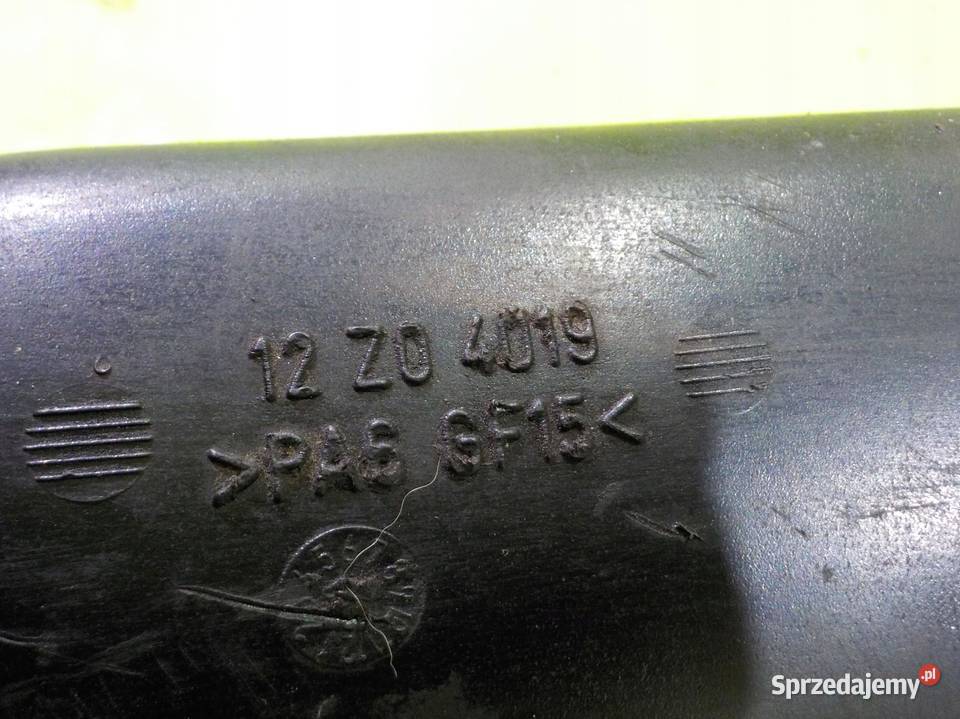 12 Z0 4019
>PA6 GF15<
Sprzedajemy.pl